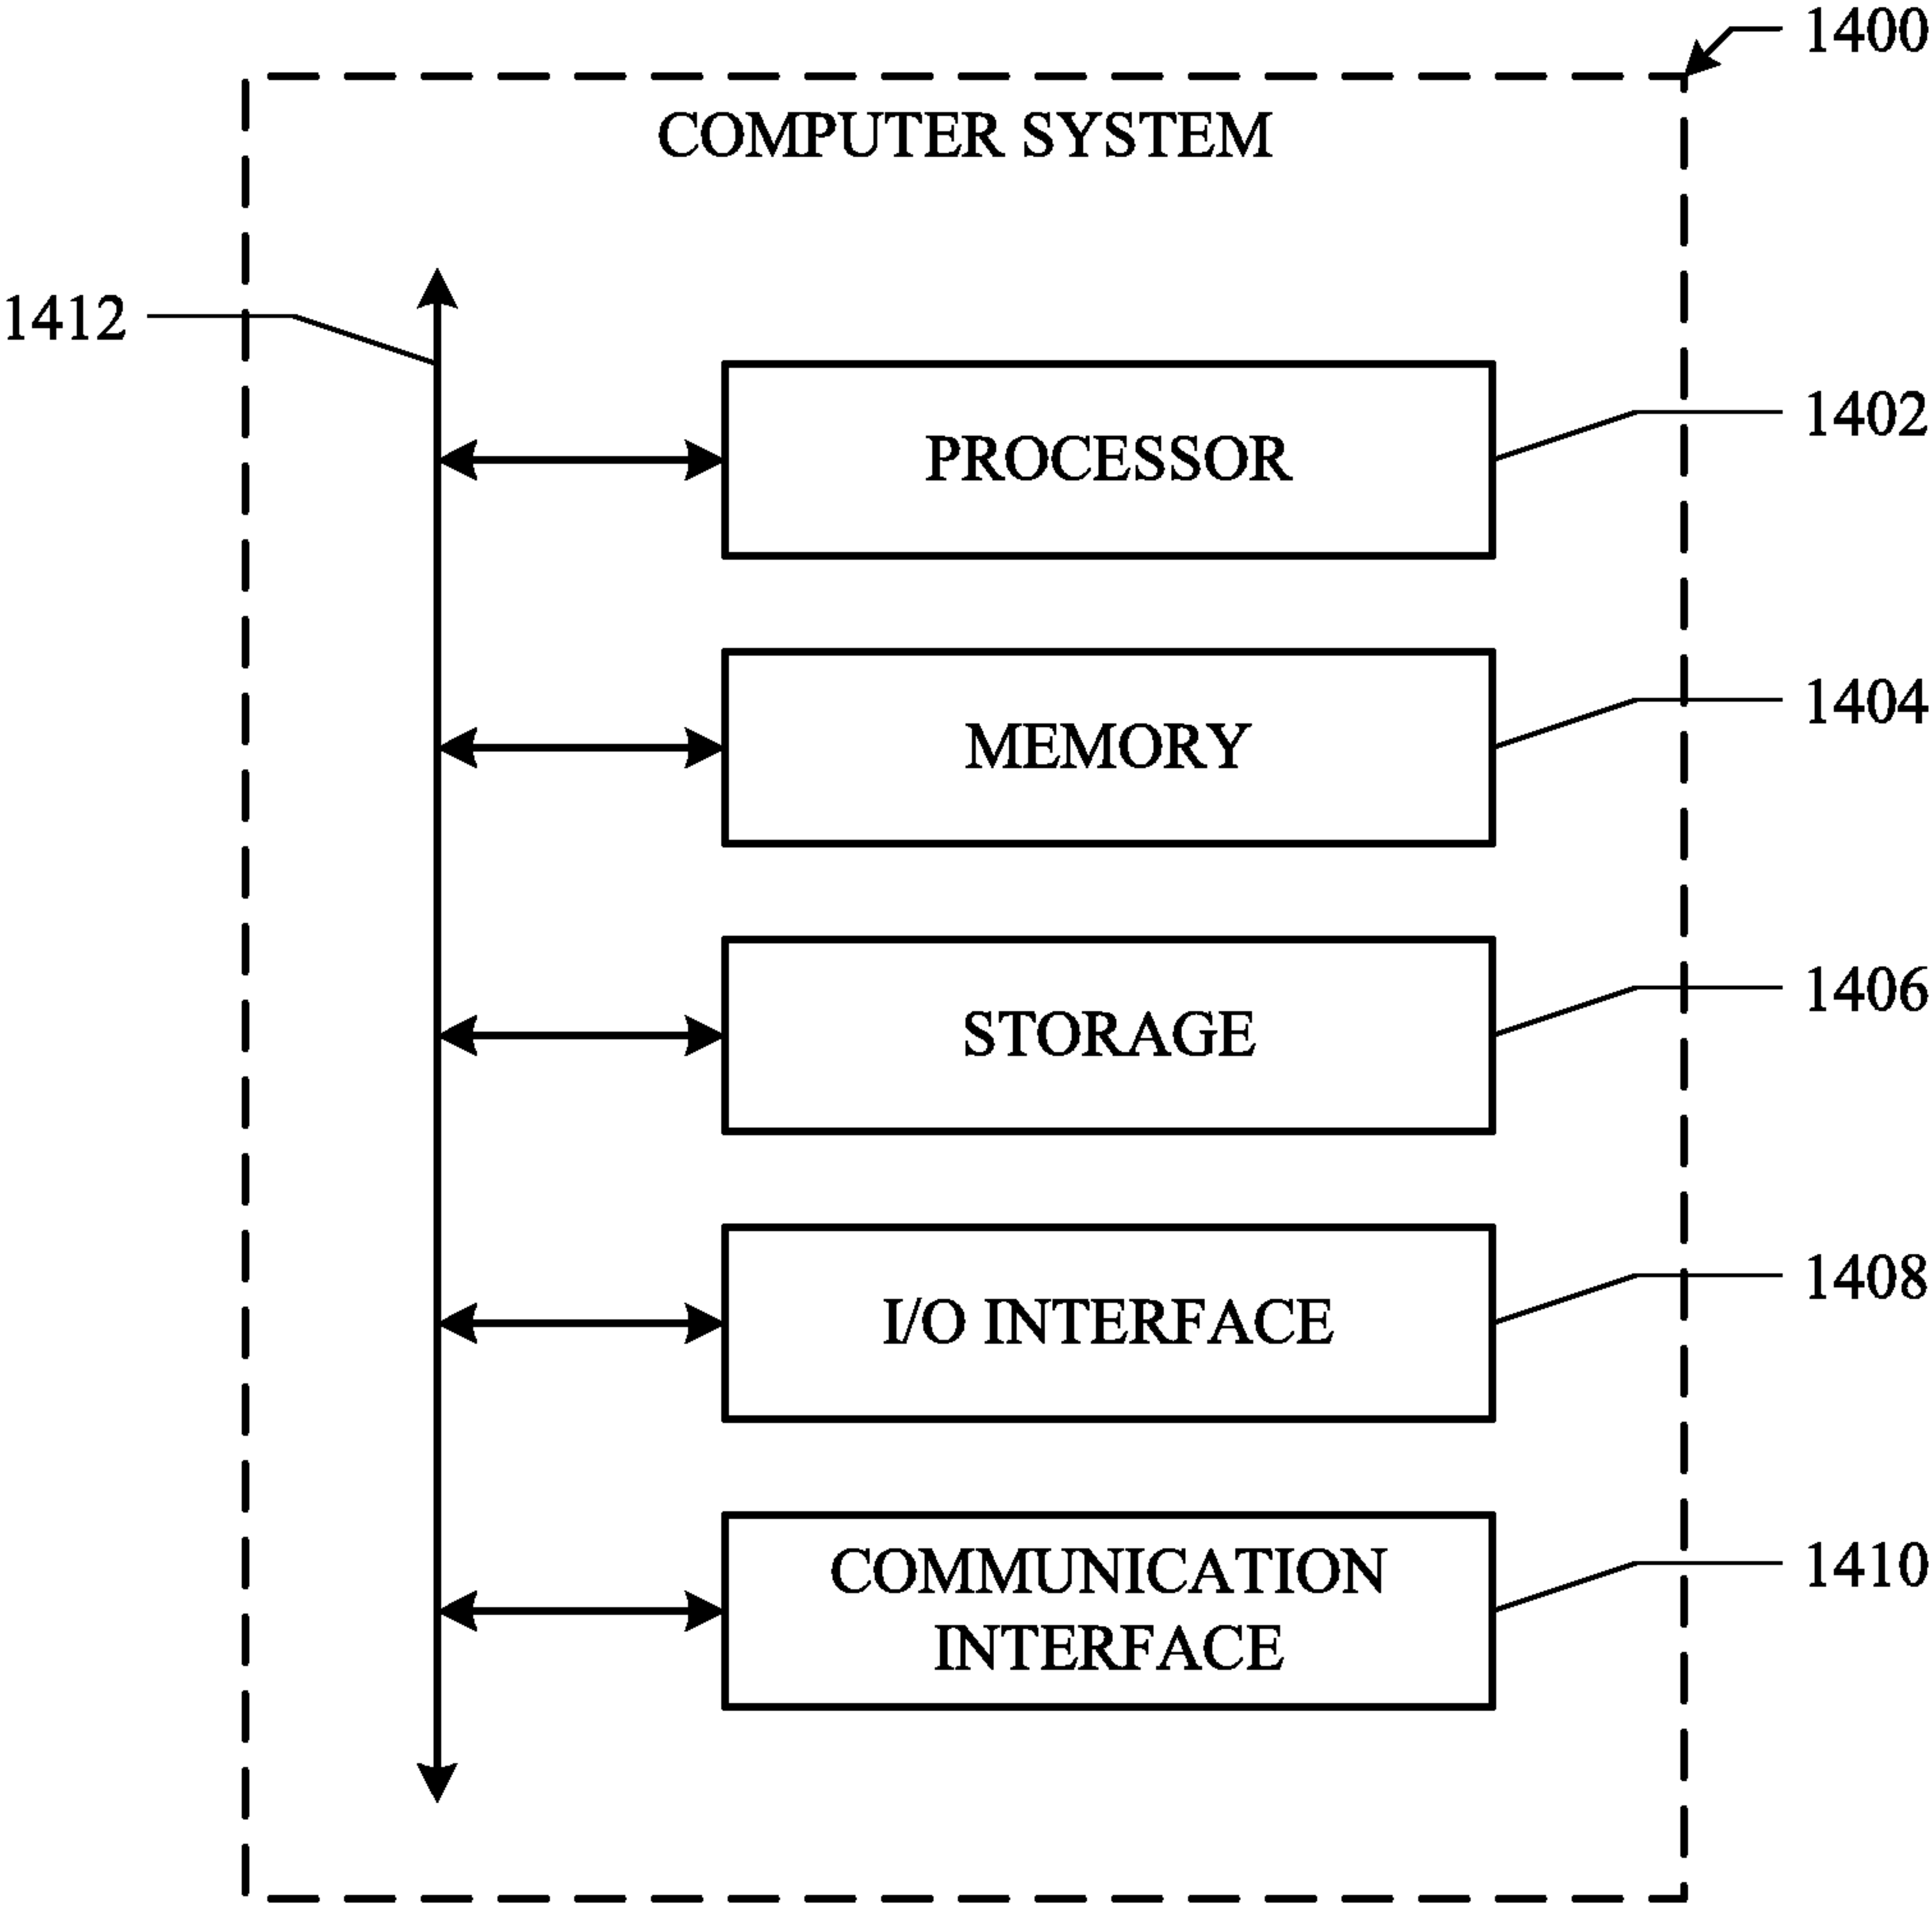 1400
COMPUTER SYSTEM
1412
PROCESSOR
1402
MEMORY
1404
STORAGE
1406
I/O INTERFACE
1408
COMMUNICATION
INTERFACE
1410